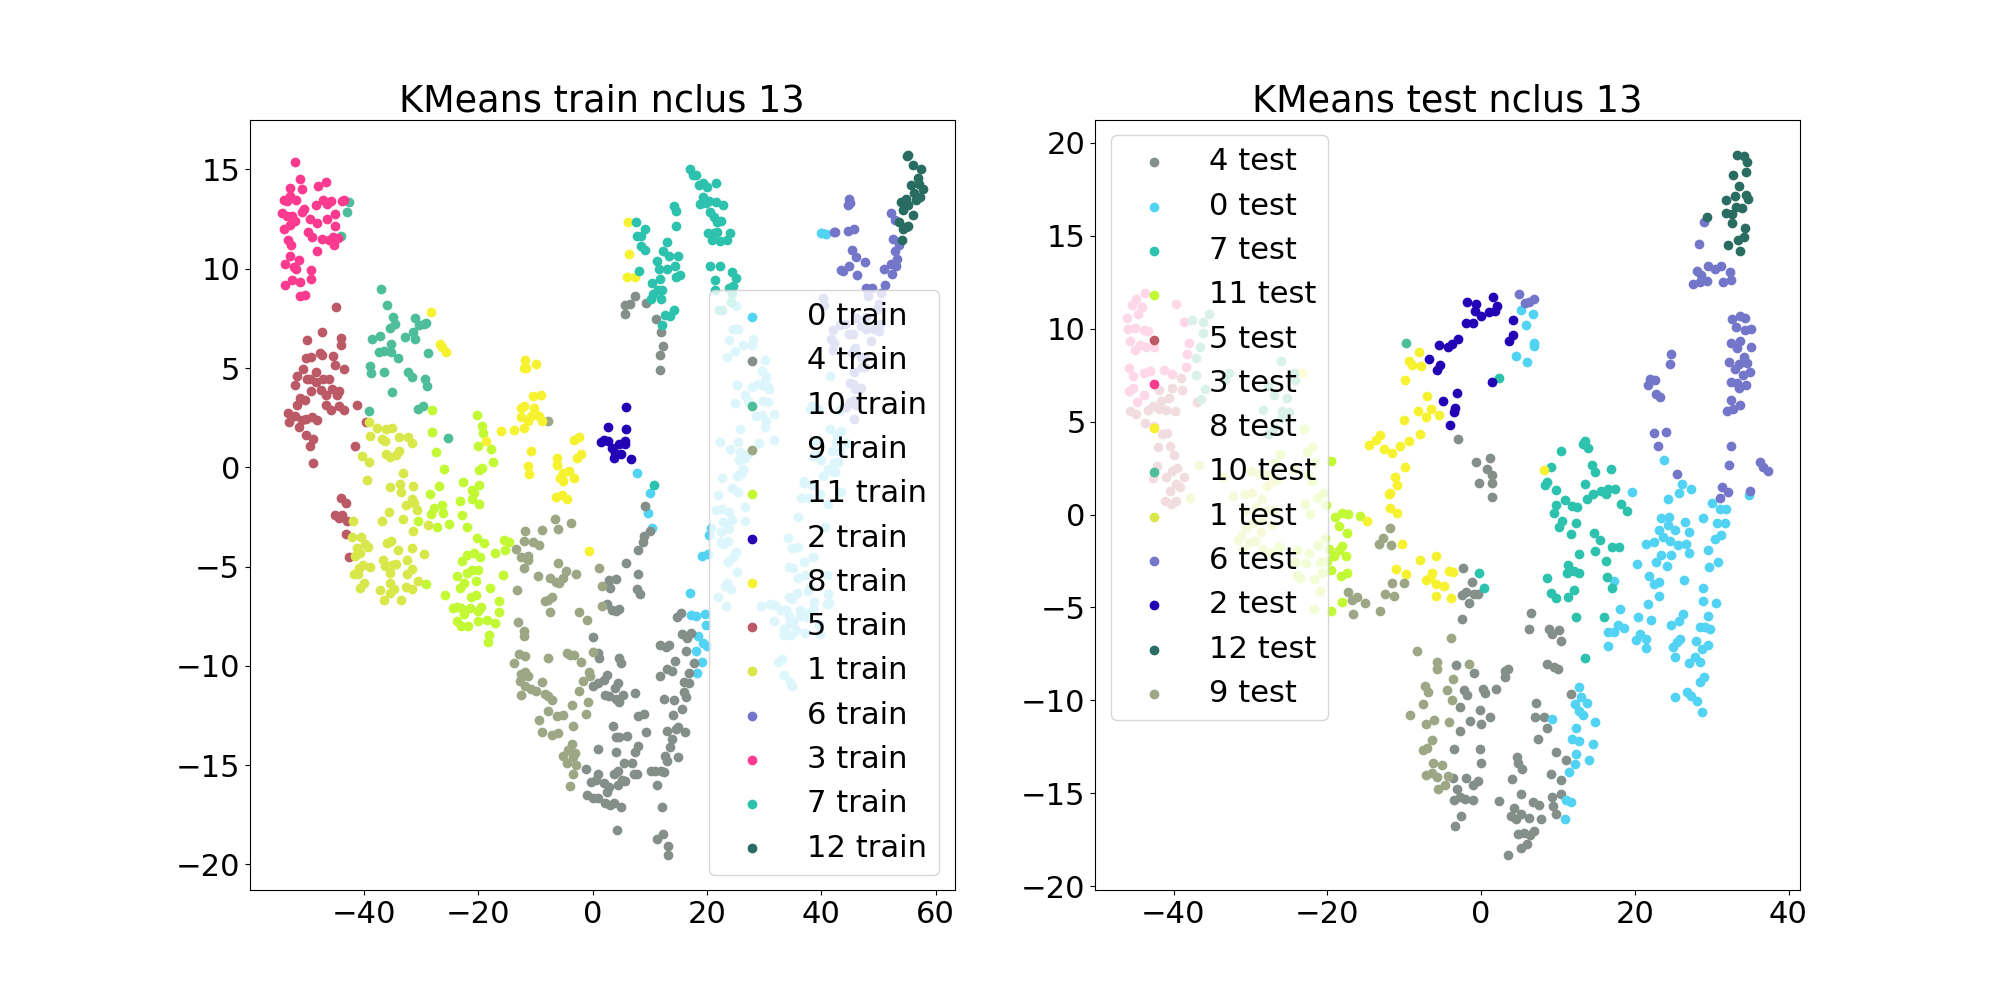 KMeans train nclus 13
15
10
5
0
−5
−10
−15
−20
−40
−20
0
20
40
60
0 train
4 train
10 train
9 train
11 train
2 train
8 train
5 train
1 train
6 train
3 train
7 train
12 train
KMeans test nclus 13
20
15
10
5
0
−5
−10
−15
−20
−40
−20
0
20
40
4 test
0 test
7 test
11 test
5 test
3 test
8 test
10 test
1 test
6 test
2 test
12 test
9 test